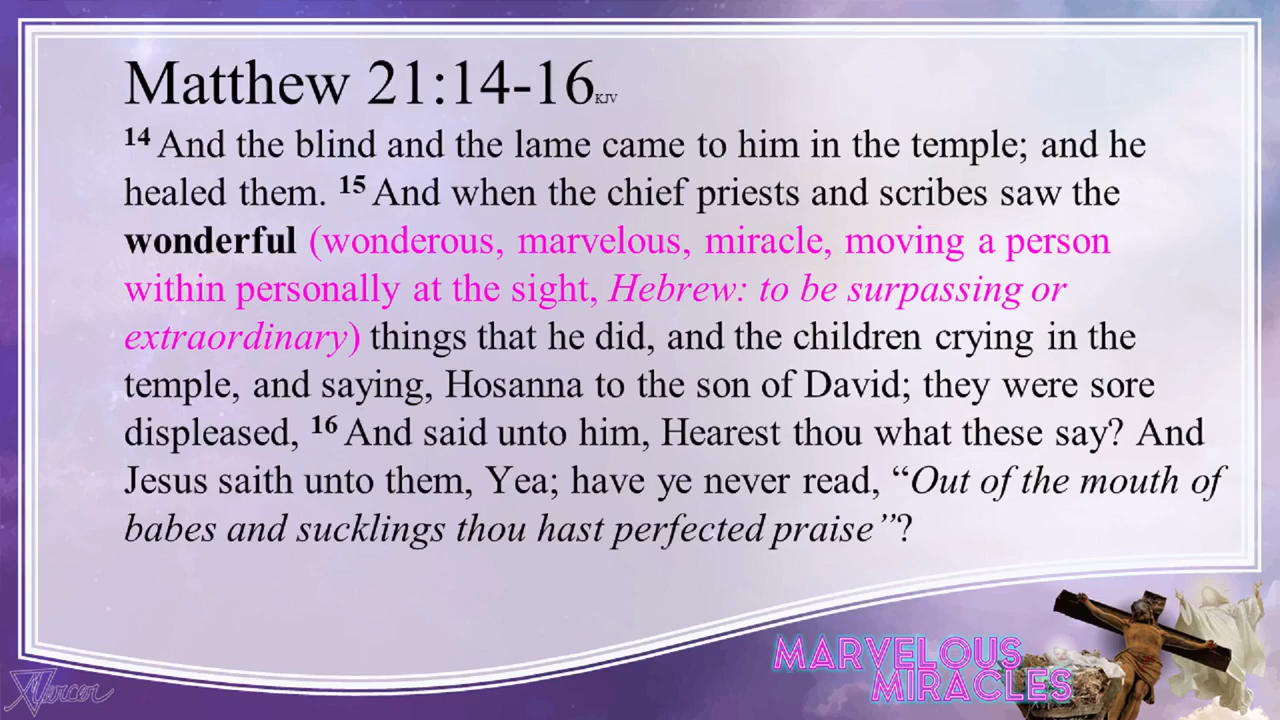 Matthew 21:14-16 KJV
14 And the blind and the lame came to him in the temple; and he
healed them. 15 And when the chief priests and scribes saw the
wonderful (wonderous, marvelous, miracle, moving a person
within personally at the sight, Hebrew: to be surpassing or
extraordinary) things that he did, and the children crying in the
temple, and saying, Hosanna to the son of David; they were sore
displeased, 16 And said unto him, Hearest thou what these say? And
Jesus saith unto them, Yea; have ye never read, “Out of the mouth of
babes and sucklings thou hast perfected praise”?
MARVELOUS
MIRACLES
Mercer